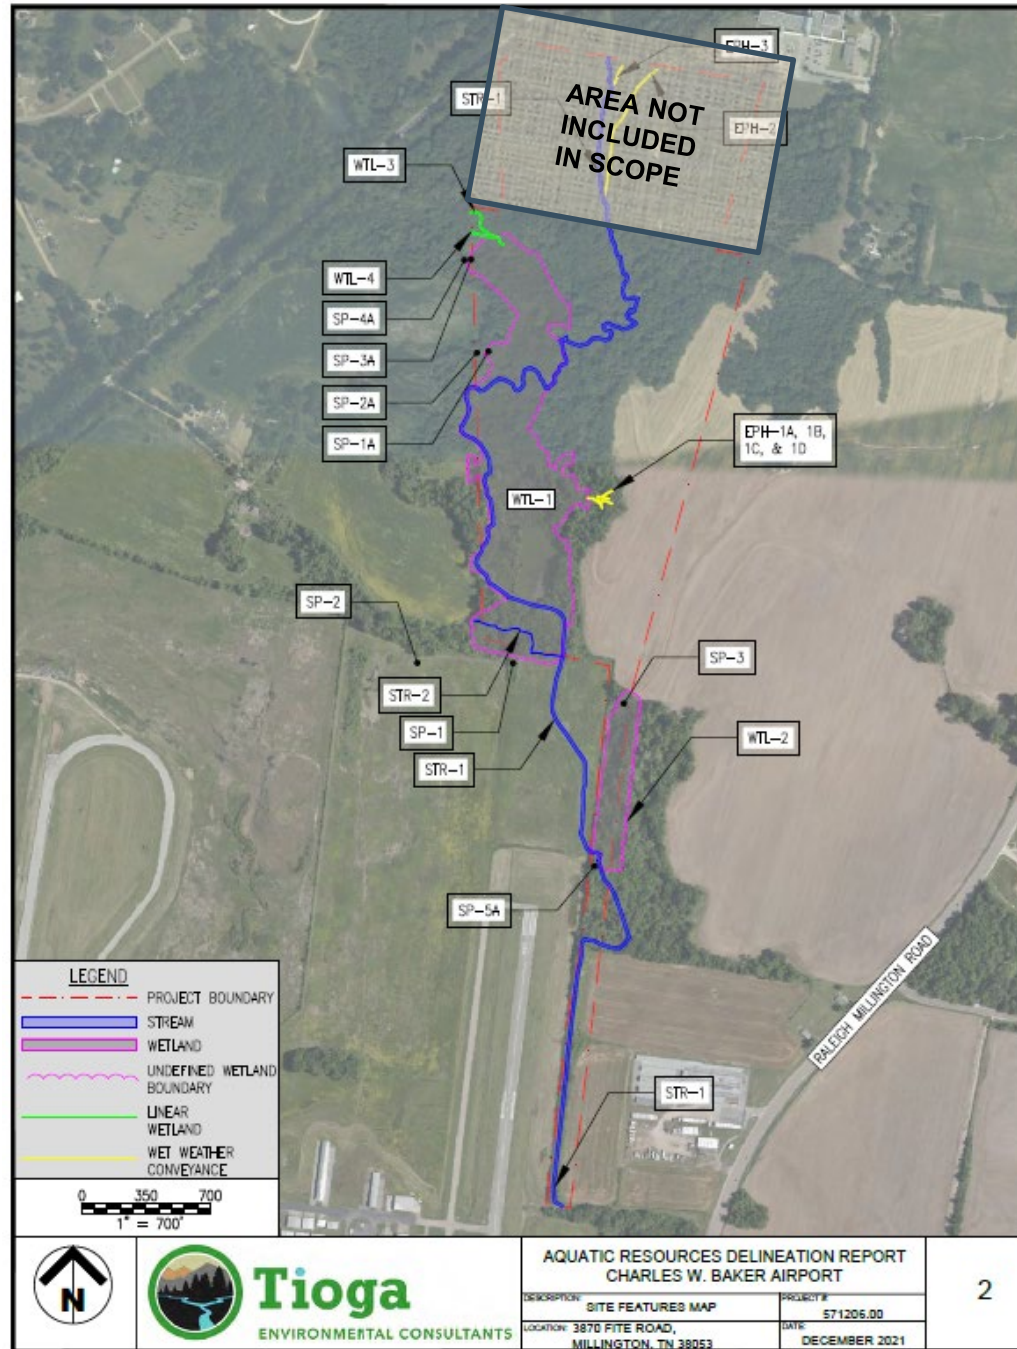 EPH-3
STR-1
AREA NOT
INCLUDED
IN SCOPE
EPH-2
WTL-3
WTL-4
SP-4A
SP-3A
SP-2A
SP-1A
EPH-1A, 1B,
1C, & 1D
WTL-1
SP-2
SP-3
STR-2
SP-1
WTL-2
STR-1
SP-5A
RALEIGH MILLINGTON ROAD
STR-1
LEGEND
PROJECT BOUNDARY
STREAM
WETLAND
UNDEFINED WETLAND
BOUNDARY
LINEAR
WETLAND
WET WEATHER
CONVEYANCE
0 350 700
1" = 700'
N
Tioga
ENVIRONMENTAL CONSULTANTS
AQUATIC RESOURCES DELINEATION REPORT
CHARLES W. BAKER AIRPORT
DESCRIPTION: SITE FEATURES MAP
PROJECT #: 571206.00
LOCATION: 3870 FITE ROAD,
MILLINGTON, TN 38053
DATE: DECEMBER 2021
2